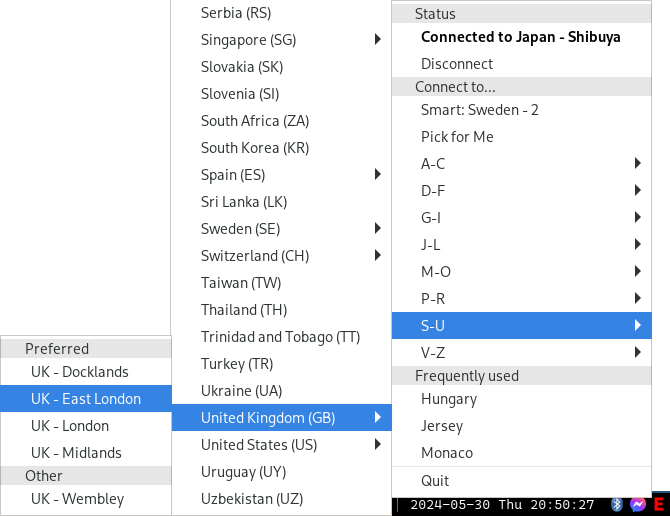 Serbia (RS)
Singapore (SG)
Slovakia (SK)
Slovenia (SI)
South Africa (ZA)
South Korea (KR)
Spain (ES)
Sri Lanka (LK)
Sweden (SE)
Switzerland (CH)
Taiwan (TW)
Thailand (TH)
Trinidad and Tobago (TT)
Turkey (TR)
Ukraine (UA)
United Kingdom (GB)
United States (US)
Uruguay (UY)
Uzbekistan (UZ)
Preferred
UK - Docklands
UK - East London
UK - London
UK - Midlands
Other
UK - Wembley
Status
Connected to Japan - Shibuya
Disconnect
Connect to...
Smart: Sweden - 2
Pick for Me
A-C
D-F
G-I
J-L
M-O
P-R
S-U
V-Z
Frequently used
Hungary
Jersey
Monaco
Quit
2024-05-30 Thu 20:50:27
E